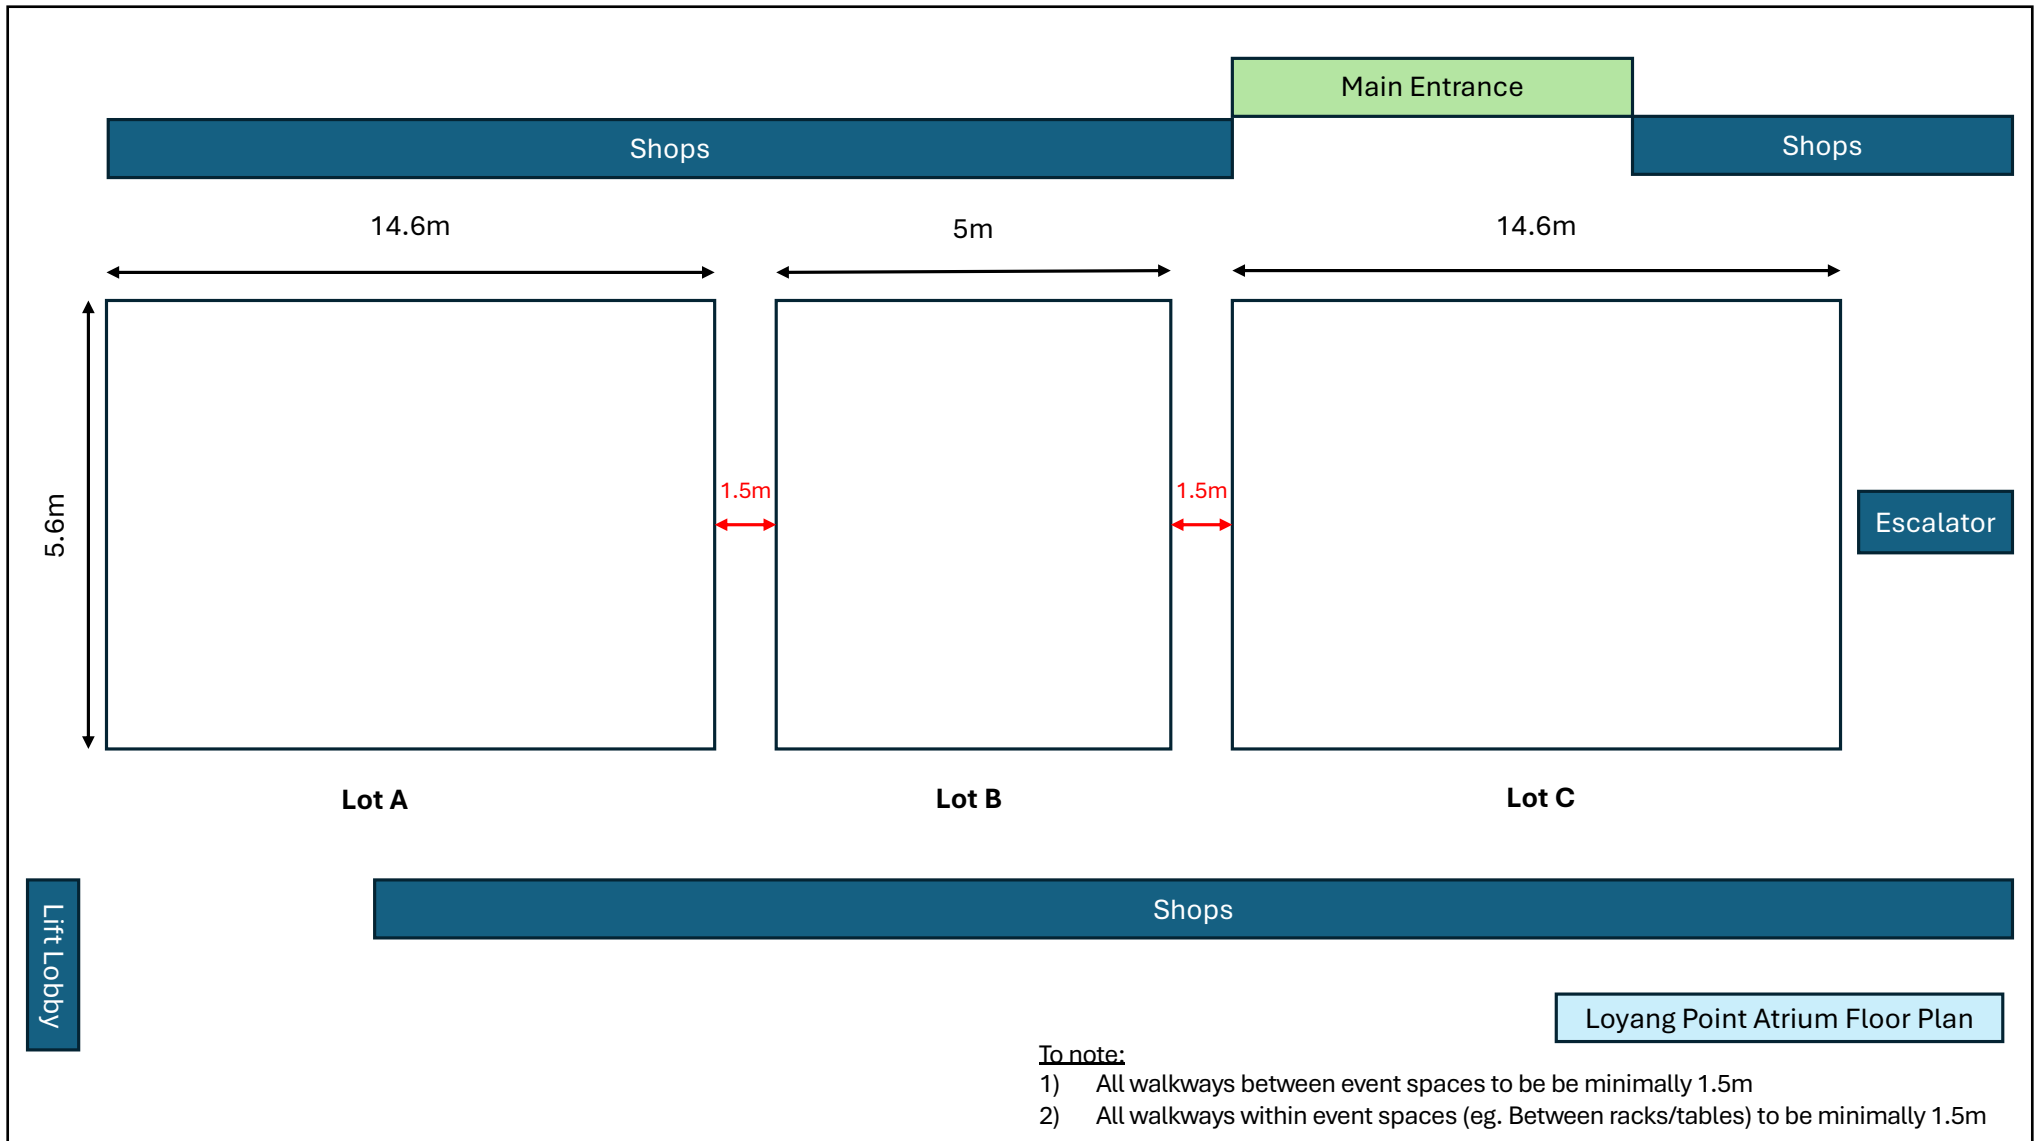 Main Entrance
Shops
Shops
14.6m
5m
14.6m
5.6m
1.5m
1.5m
Escalator
Lot A
Lot B
Lot C
Lift Lobby
Shops
Loyang Point Atrium Floor Plan
To note:
1) All walkways between event spaces to be be minimally 1.5m
2) All walkways within event spaces (eg. Between racks/tables) to be minimally 1.5m